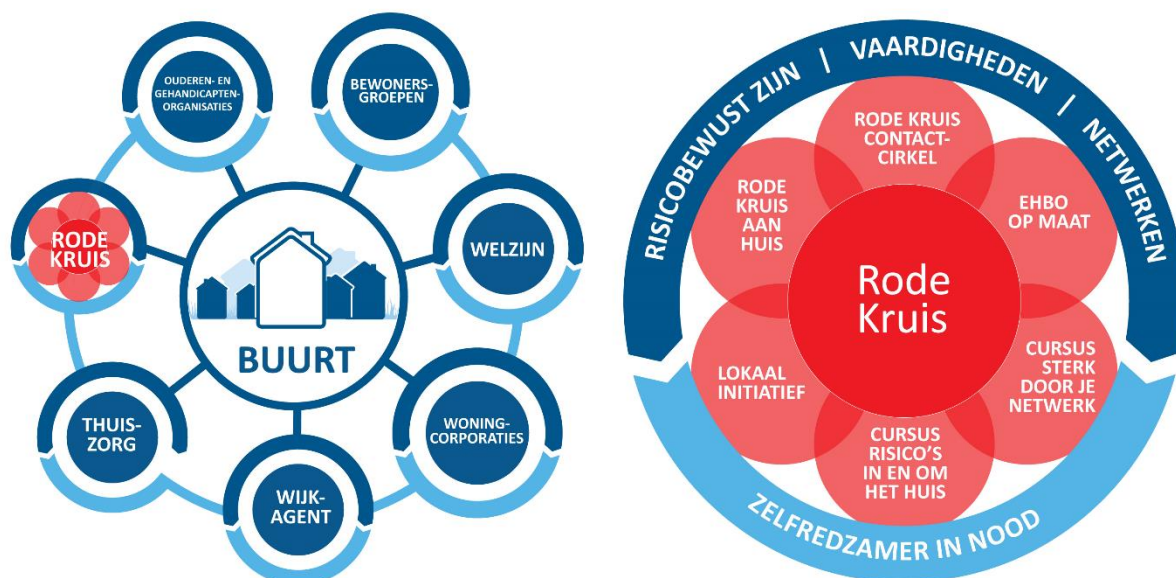 OUDEREN- EN
GEHANDICAPTEN-
ORGANISATIES
BEWONERS-
GROEPEN
RODE
KRUIS
WELZIJN
BUURT
THUIS-
ZORG
WONING-
CORPORATIES
WIJK-
AGENT
RISICOBEWUST ZIJN | VAARDIGHEDEN | NETWERKEN
RODE KRUIS
CONTACT-
CIRKEL
RODE
KRUIS
AAN
HUIS
EHBO
OP MAAT
Rode
Kruis
LOKAAL
INITIATIEF
CURSUS
STERK
DOOR JE
NETWERK
CURSUS
RISICO'S
IN EN OM
HET HUIS
ZELFREDZAMER IN NOOD